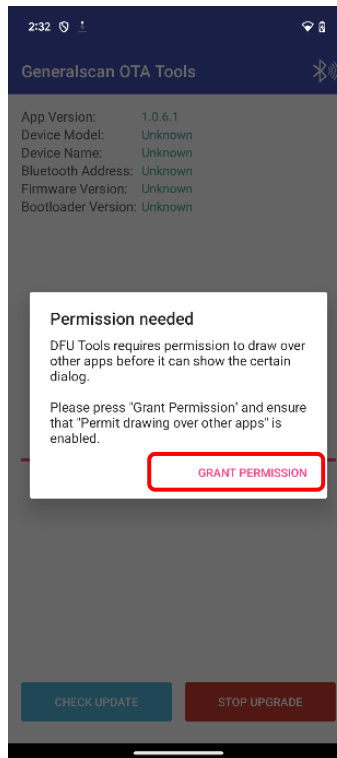 2:32
Generalscan OTA Tools
App Version: 1.0.6.1
Device Model: Unknown
Device Name: Unknown
Bluetooth Address: Unknown
Firmware Version: Unknown
Bootloader Version: Unknown
Permission needed
DFU Tools requires permission to draw over
other apps before it can show the certain
dialog.
Please press "Grant Permission" and ensure
that "Permit drawing over other apps" is
enabled.
GRANT PERMISSION
CHECK UPDATE STOP UPGRADE